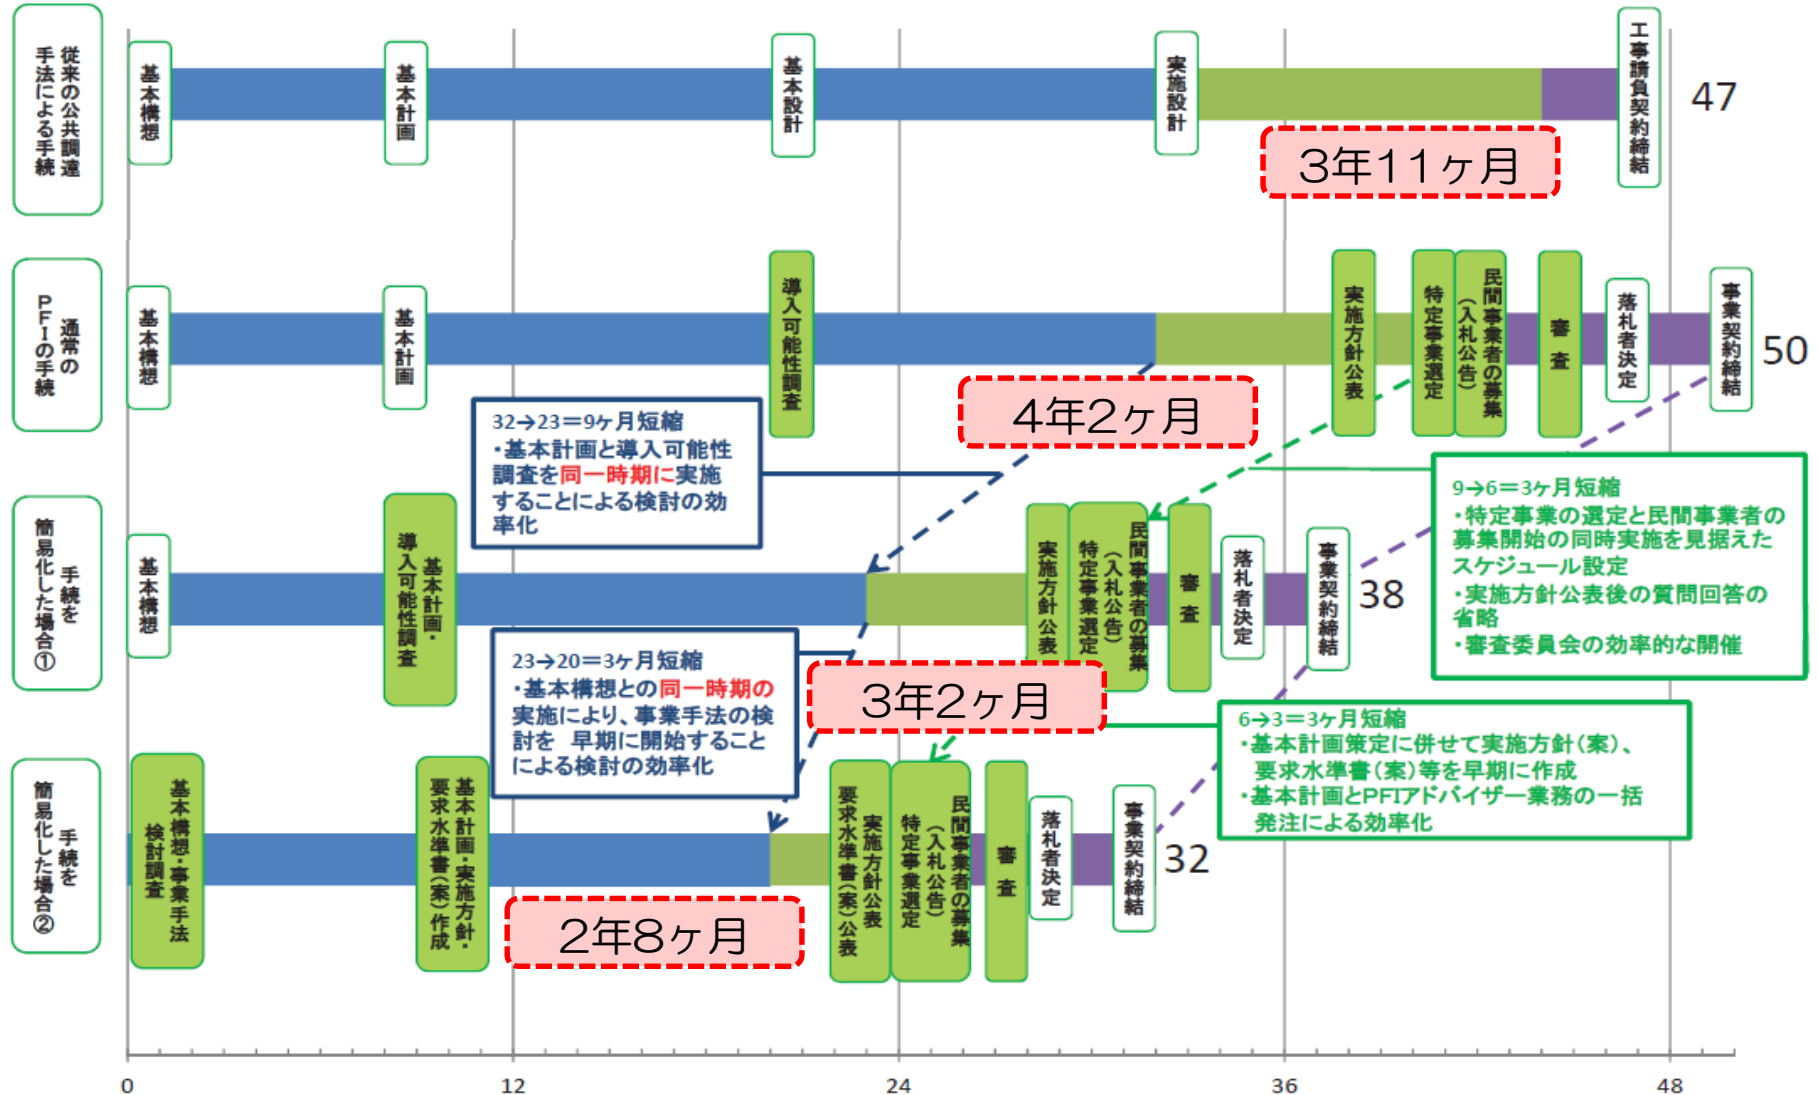 従来の公共調達
手法による手続
基本構想
基本計画
基本設計
実施設計
工事請負契約締結
47
3年11ヶ月
通常の
PFIの手続
基本構想
基本計画
導入可能性調査
実施方針公表
特定事業選定
民間事業者の募集
（入札公告）
審査
落札者決定
事業契約締結
50
4年2ヶ月
32→23＝9ヶ月短縮
・基本計画と導入可能性
調査を同一時期に実施
することによる検討の効
率化
9→6＝3ヶ月短縮
・特定事業の選定と民間事業者の
募集開始の同時実施を見据えた
スケジュール設定
・実施方針公表後の質問回答の
省略
・審査委員会の効率的な開催
手続を
簡易化した場合①
基本構想
基本計画・
導入可能性調査
実施方針公表
民間事業者の募集
（入札公告）
特定事業選定
審査
落札者決定
事業契約締結
38
3年2ヶ月
23→20＝3ヶ月短縮
・基本構想との同一時期の
実施により、事業手法の検
討を　早期に開始すること
による検討の効率化
6→3＝3ヶ月短縮
・基本計画策定に併せて実施方針（案）、
要求水準書（案）等を早期に作成
・基本計画とPFIアドバイザー業務の一括
発注による効率化
手続を
簡易化した場合②
基本構想・事業手法
検討調査
基本計画・実施方針・
要求水準書（案）作成
実施方針公表
要求水準書（案）公表
民間事業者の募集
（入札公告）
特定事業選定
審査
落札者決定
事業契約締結
32
2年8ヶ月
0
12
24
36
48